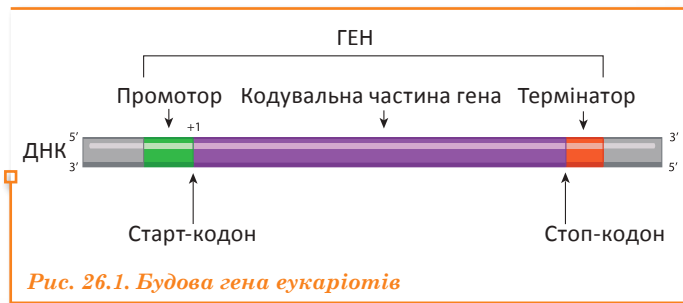 ГЕН
Промотор Кодувальна частина гена Термінатор
+1
5′ 3′
ДНК
3′ 5′
Старт-кодон Стоп-кодон
Рис. 26.1. Будова гена еукаріотів